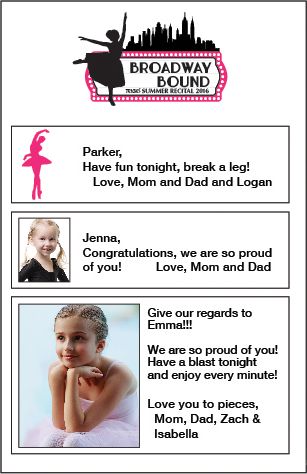 BROADWAY
BOUND
SUMMER RECITAL 2016
Parker,
Have fun tonight, break a leg!
Love, Mom and Dad and Logan
Jenna,
Congratulations, we are so proud
of you! Love, Mom and Dad
Give our regards to
Emma!!!
We are so proud of you!
Have a blast tonight
and enjoy every minute!
Love you to pieces,
Mom, Dad, Zach &
Isabella